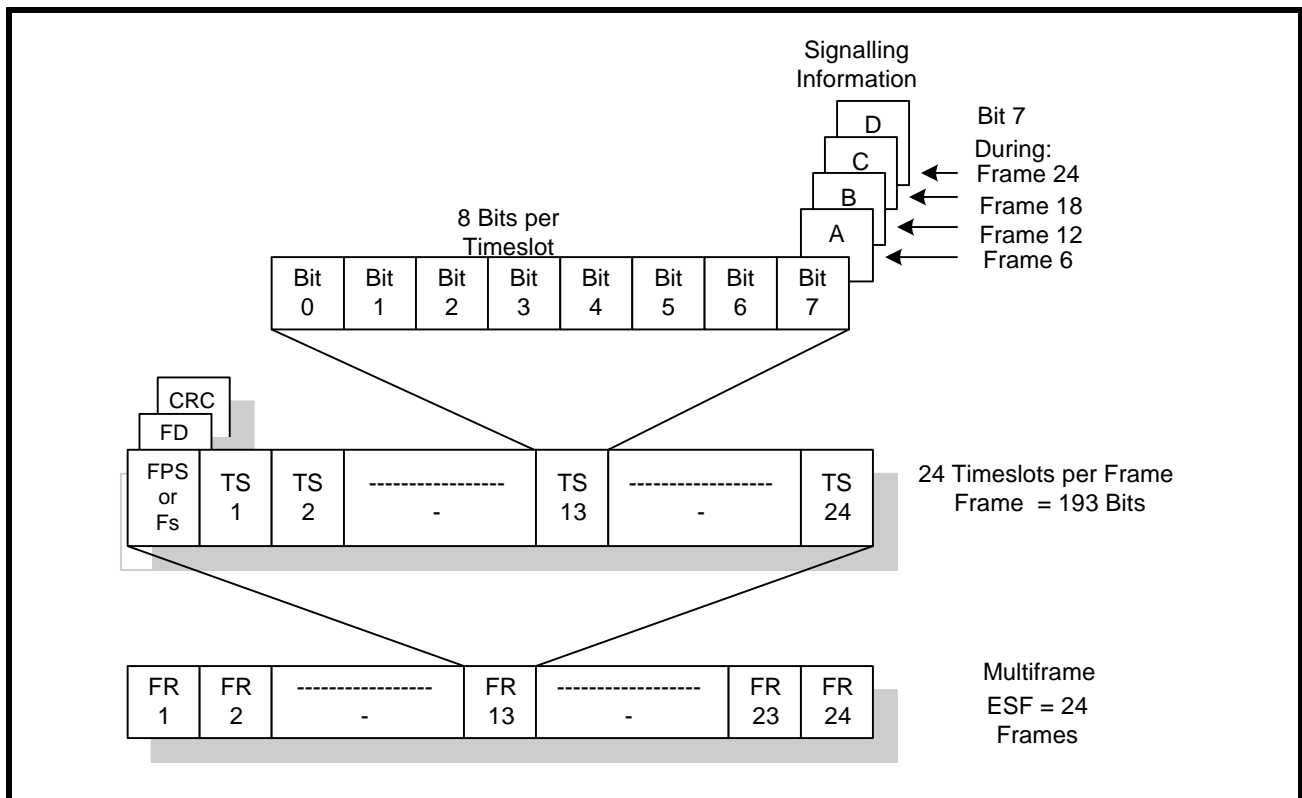 Signalling
Information
D
C
B
A
Bit 7
During:
Frame 24
Frame 18
Frame 12
Frame 6
8 Bits per
Timeslot
Bit 0
Bit 1
Bit 2
Bit 3
Bit 4
Bit 5
Bit 6
Bit 7
CRC
FD
FPS
or
Fs
TS 1
TS 2
-----------------
-
TS 13
------------------
-
TS 24
24 Timeslots per Frame
Frame = 193 Bits
FR 1
FR 2
-----------------
-
FR 13
------------------
-
FR 23
FR 24
Multiframe
ESF = 24
Frames